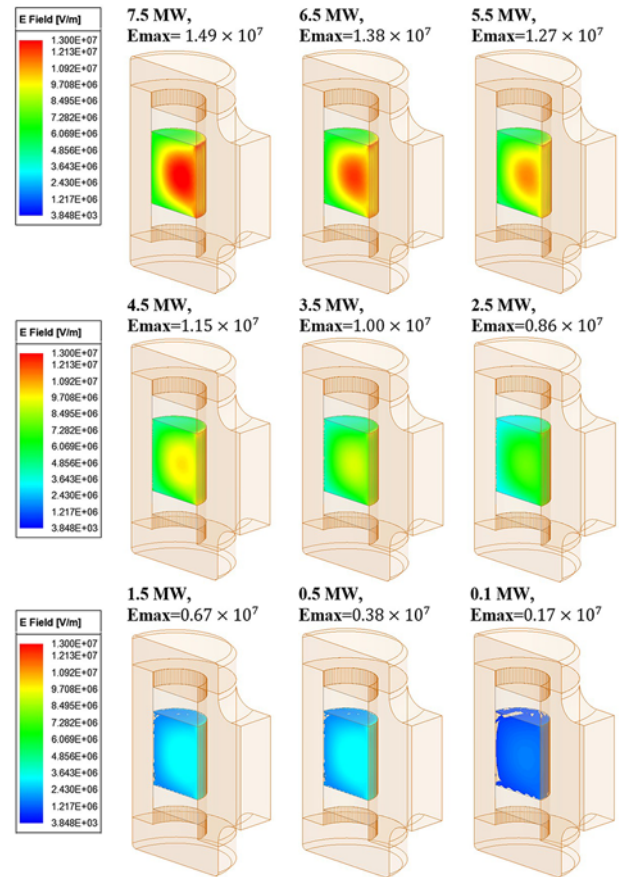 E Field [V/m]
1.300E+07
1.213E+07
1.092E+07
9.708E+06
8.495E+06
7.282E+06
6.069E+06
4.856E+06
3.643E+06
2.430E+06
1.217E+06
3.848E+03
7.5 MW,
Emax= 1.49 × 10⁷
6.5 MW,
Emax= 1.38 × 10⁷
5.5 MW,
Emax= 1.27 × 10⁷
E Field [V/m]
1.300E+07
1.213E+07
1.092E+07
9.708E+06
8.495E+06
7.282E+06
6.069E+06
4.856E+06
3.643E+06
2.430E+06
1.217E+06
3.848E+03
4.5 MW,
Emax=1.15 × 10⁷
3.5 MW,
Emax=1.00 × 10⁷
2.5 MW,
Emax=0.86 × 10⁷
E Field [V/m]
1.300E+07
1.213E+07
1.092E+07
9.708E+06
8.495E+06
7.282E+06
6.069E+06
4.856E+06
3.643E+06
2.430E+06
1.217E+06
3.848E+03
1.5 MW,
Emax=0.67 × 10⁷
0.5 MW,
Emax=0.38 × 10⁷
0.1 MW,
Emax=0.17 × 10⁷